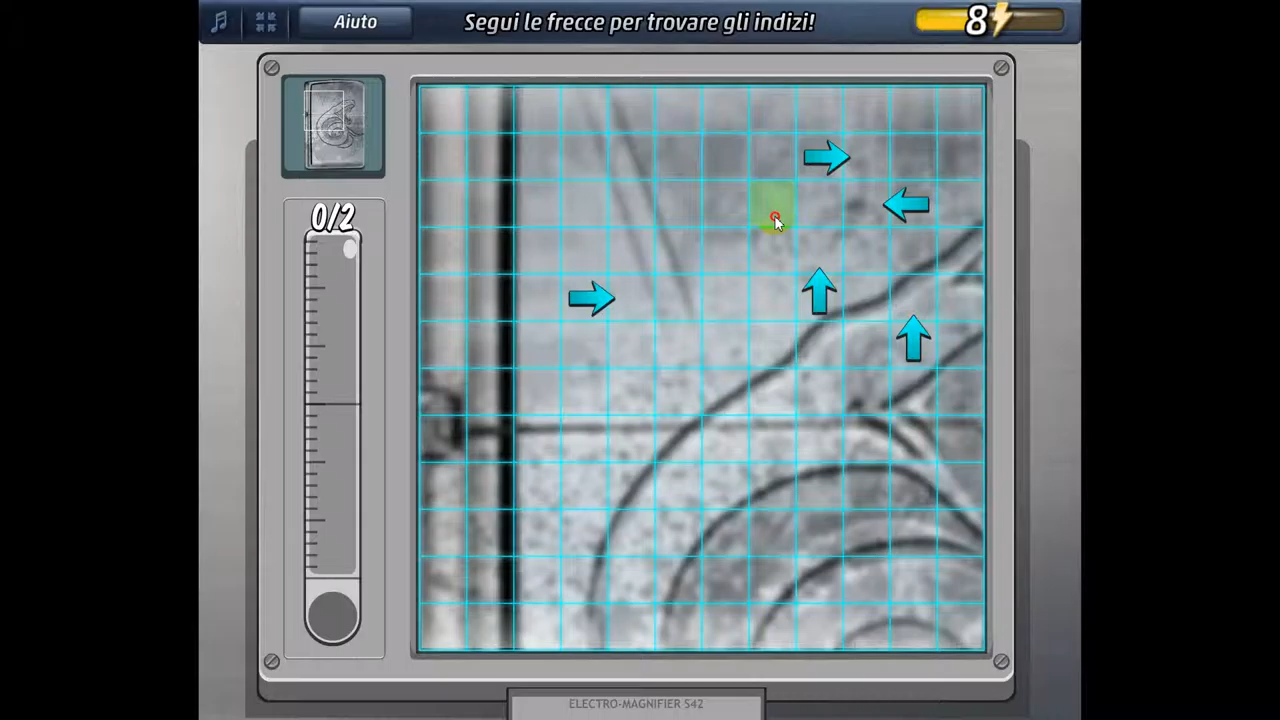 Aiuto
Segui le frecce per trovare gli indizi!
8
0/2
ELECTRO-MAGNIFIER S42